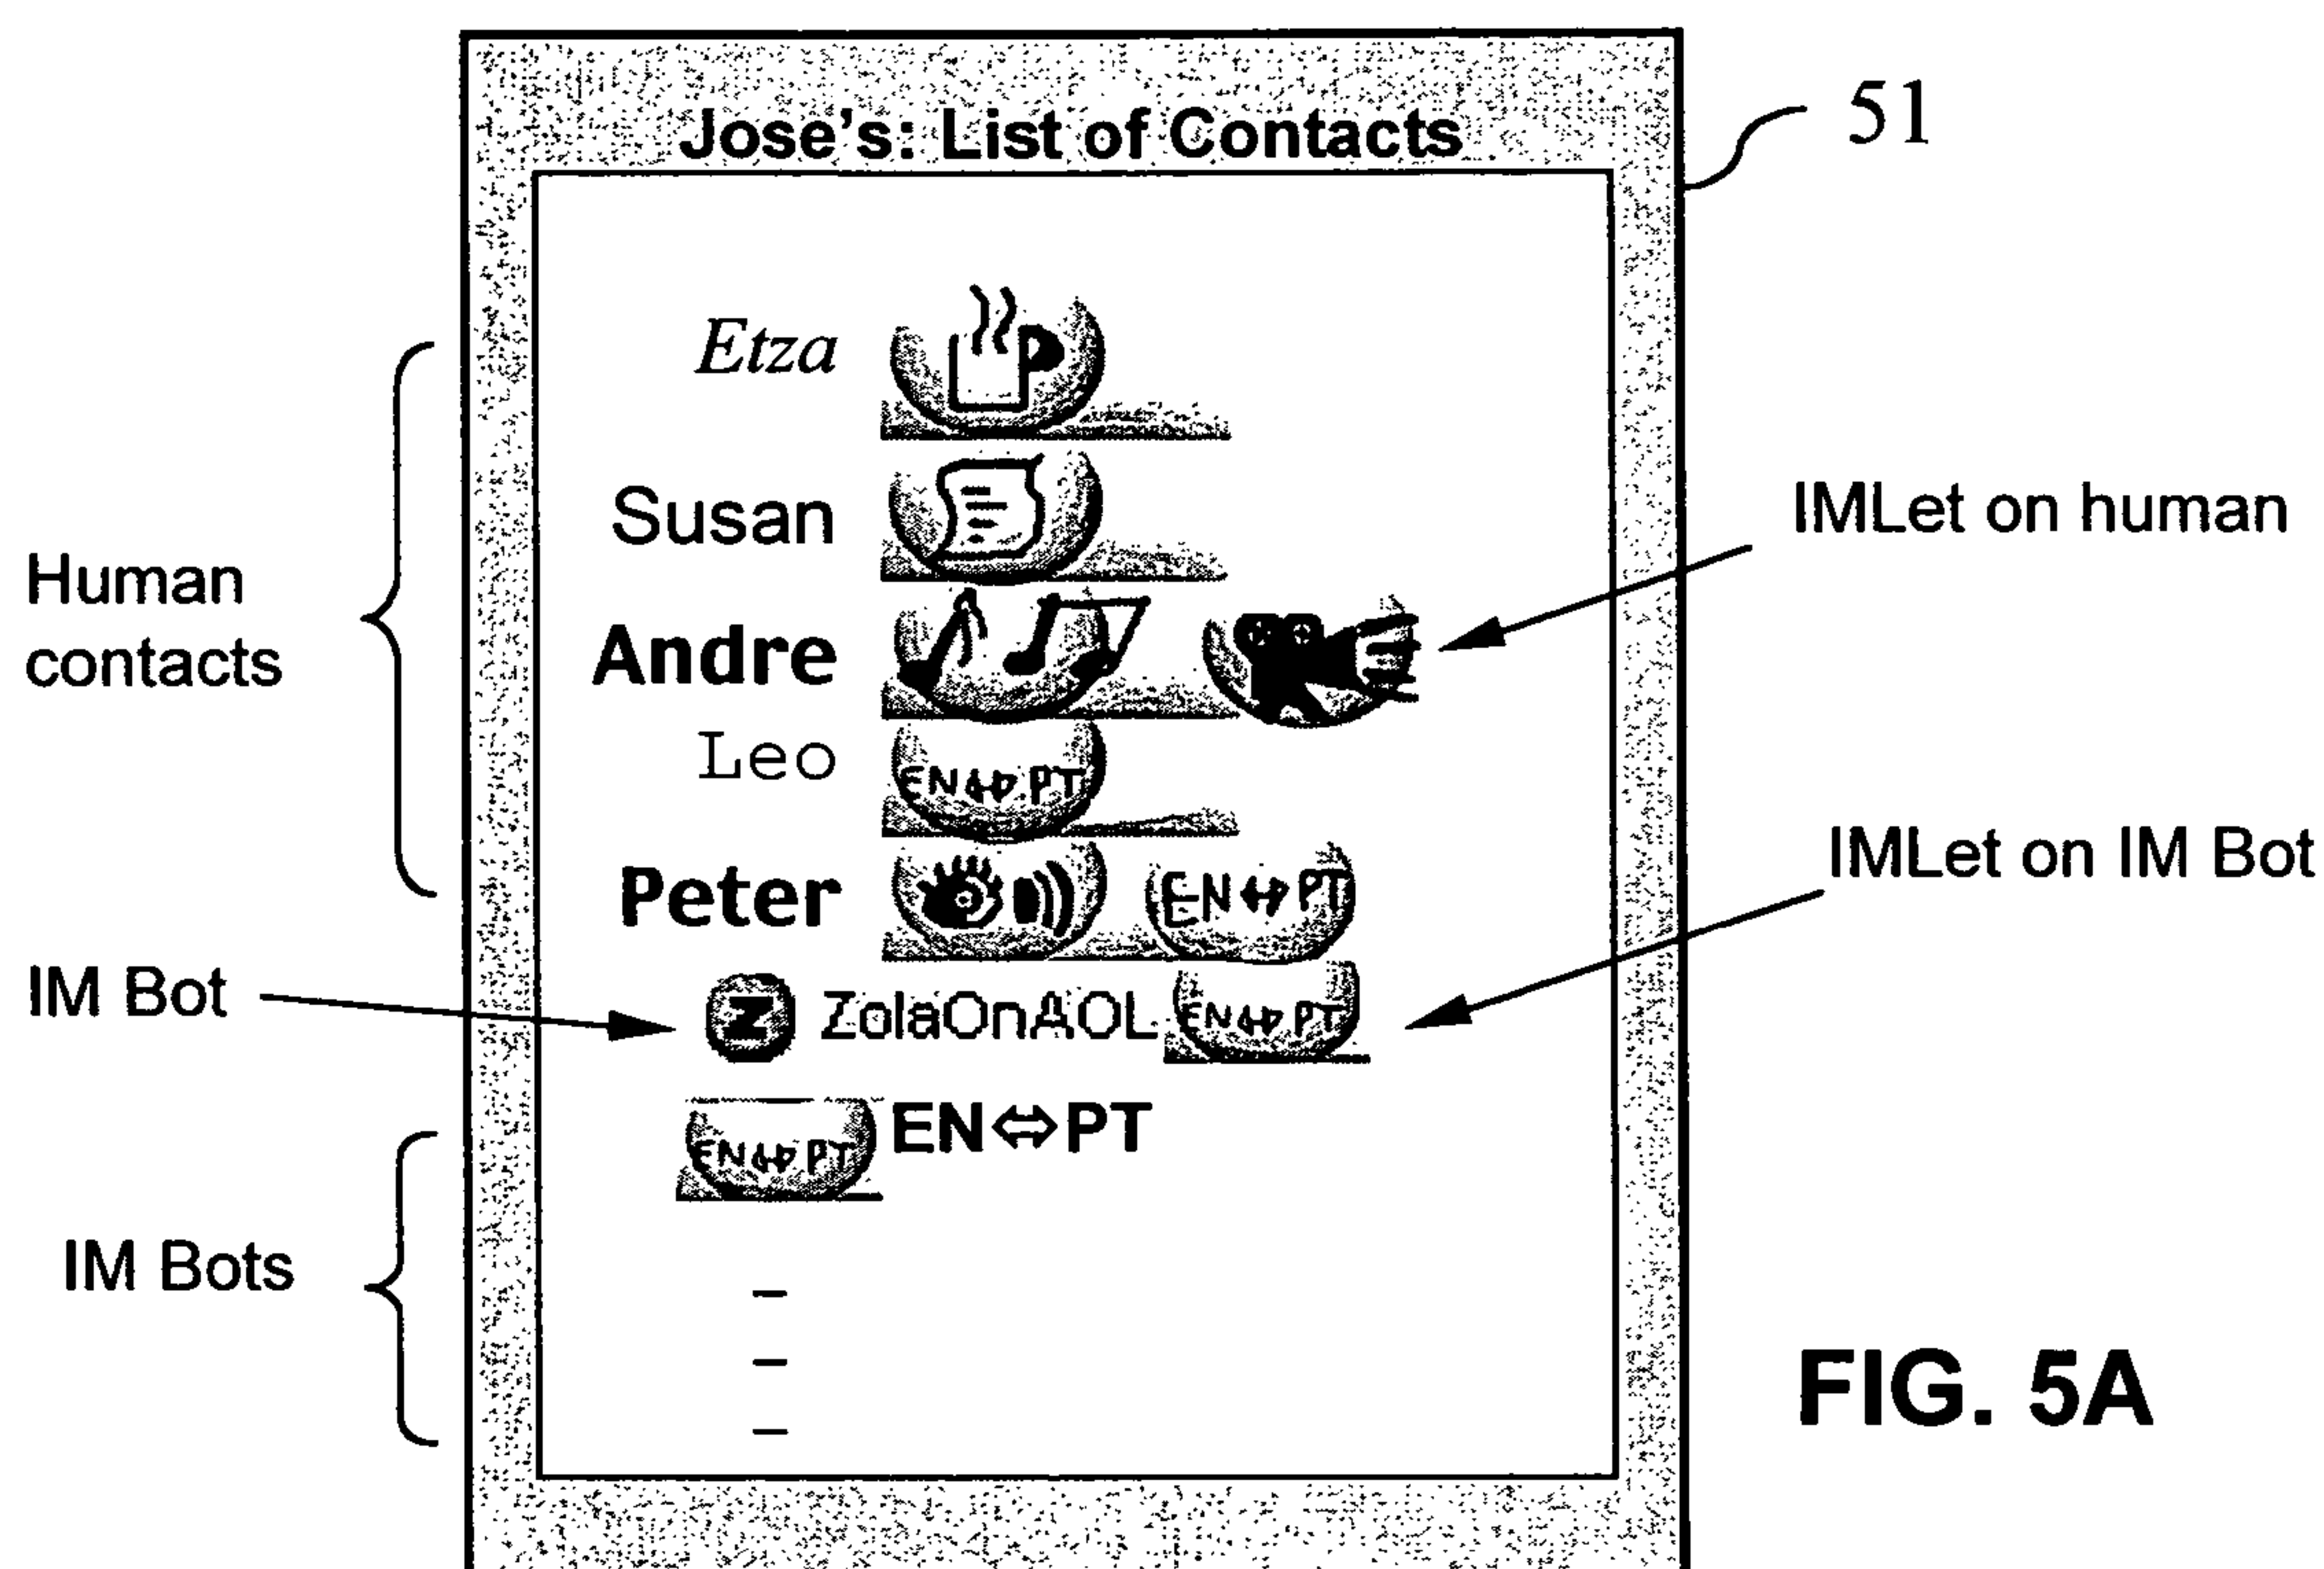 Jose's: List of Contacts
51
Etza
Susan
IMLet on human
Human
contacts
Andre
Leo
EN⇔PT
IMLet on IM Bot
Peter
EN⇔PT
IM Bot
Z ZolaOnAOL EN⇔PT
EN⇔PT EN⇔PT
IM Bots
FIG. 5A